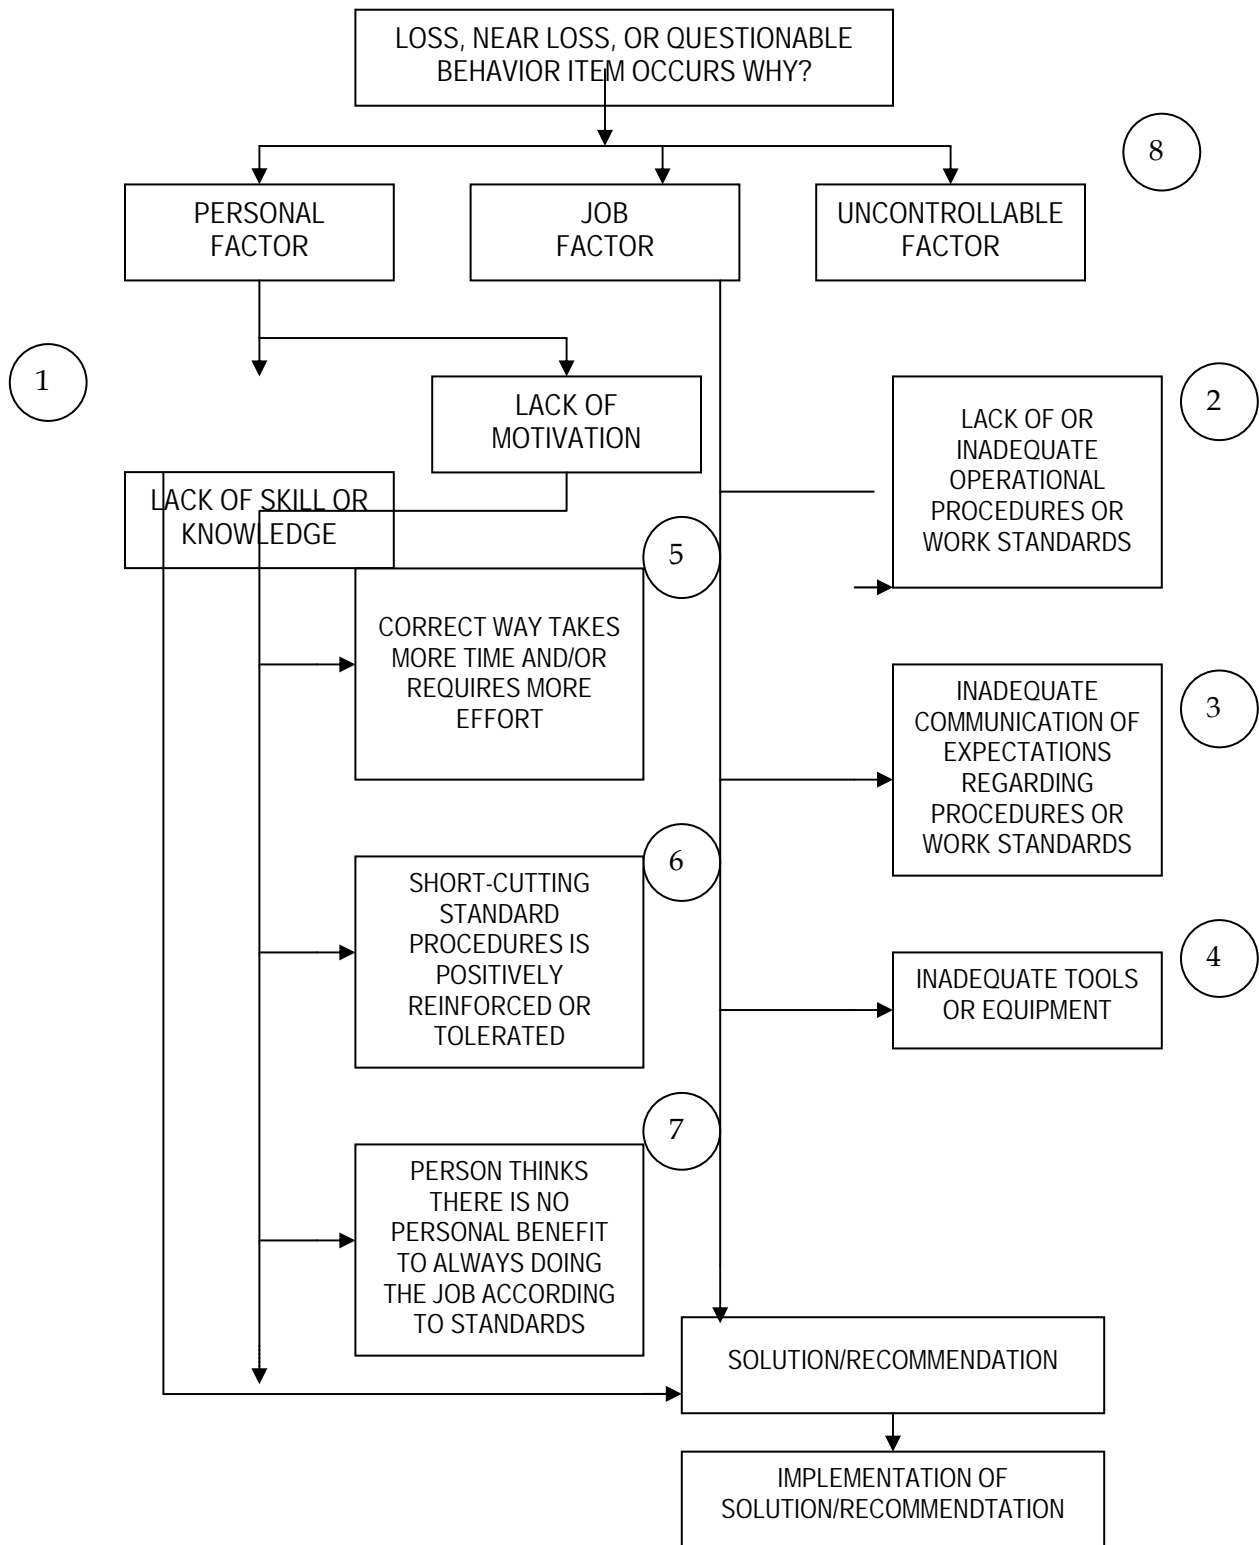 LOSS, NEAR LOSS, OR QUESTIONABLE
BEHAVIOR ITEM OCCURS WHY?
8
PERSONAL
FACTOR
JOB
FACTOR
UNCONTROLLABLE
FACTOR
1
LACK OF
MOTIVATION
2
LACK OF OR
INADEQUATE
OPERATIONAL
PROCEDURES OR
WORK STANDARDS
LACK OF SKILL OR
KNOWLEDGE
5
CORRECT WAY TAKES
MORE TIME AND/OR
REQUIRES MORE
EFFORT
3
INADEQUATE
COMMUNICATION OF
EXPECTATIONS
REGARDING
PROCEDURES OR
WORK STANDARDS
6
SHORT-CUTTING
STANDARD
PROCEDURES IS
POSITIVELY
REINFORCED OR
TOLERATED
4
INADEQUATE TOOLS
OR EQUIPMENT
7
PERSON THINKS
THERE IS NO
PERSONAL BENEFIT
TO ALWAYS DOING
THE JOB ACCORDING
TO STANDARDS
SOLUTION/RECOMMENDATION
IMPLEMENTATION OF
SOLUTION/RECOMMENDTATION